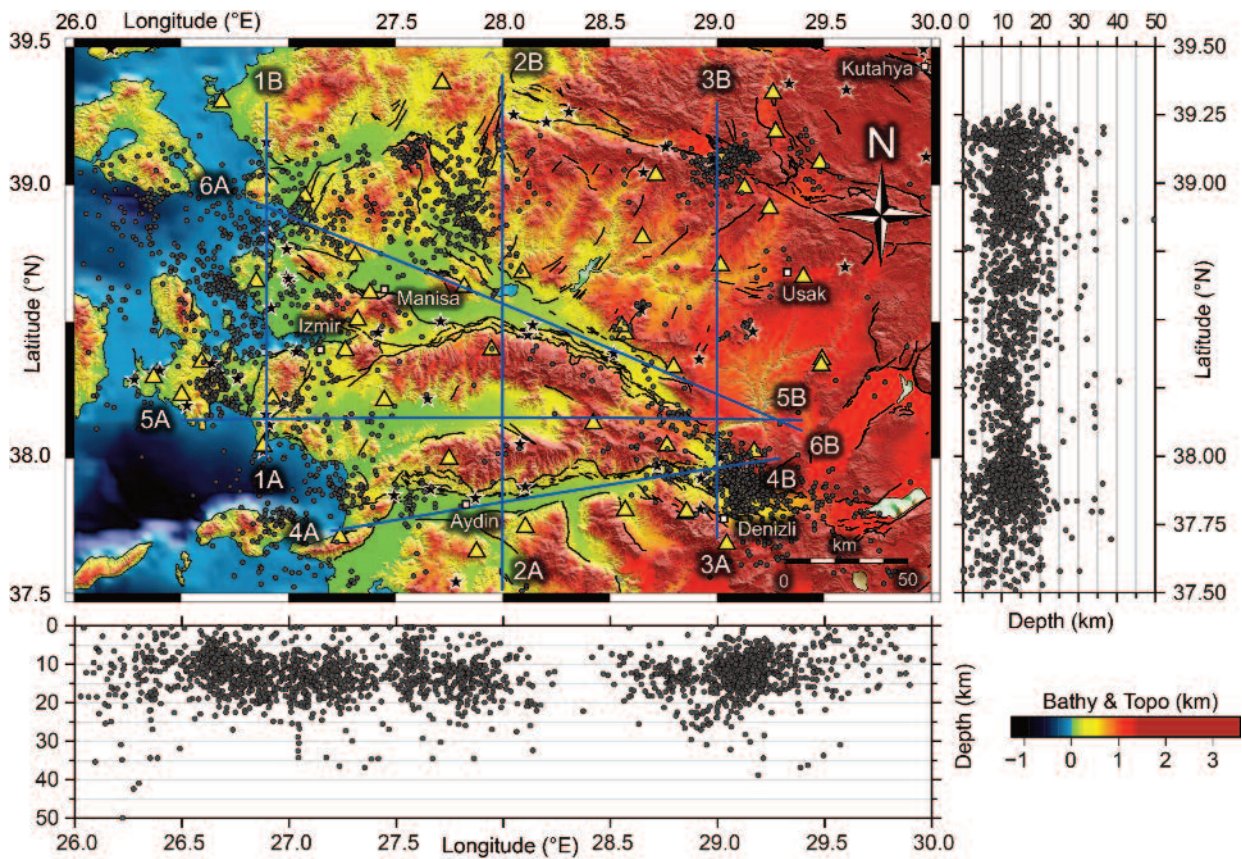 Longitude (°E)
26.0 27.5 28.0 28.5 29.0 29.5 30.0
0 10 20 30 40 50
39.5
39.50
Kutahya
1B
2B
3B
39.25
N
39.0
39.00
6A
Latitude (°N)
Manisa
Usak
Izmir
Latitude (°N)
5A
5B
6B
38.0
38.00
1A
4B
4A
Aydin
Denizli
37.75
2A
3A
km
0 50
37.5
37.50
Depth (km)
0
10
20
30
40
50
Depth (km)
Bathy & Topo (km)
−1 0 1 2 3
26.0 26.5 27.0 27.5 28.0 28.5 29.0 29.5 30.0
Longitude (°E)